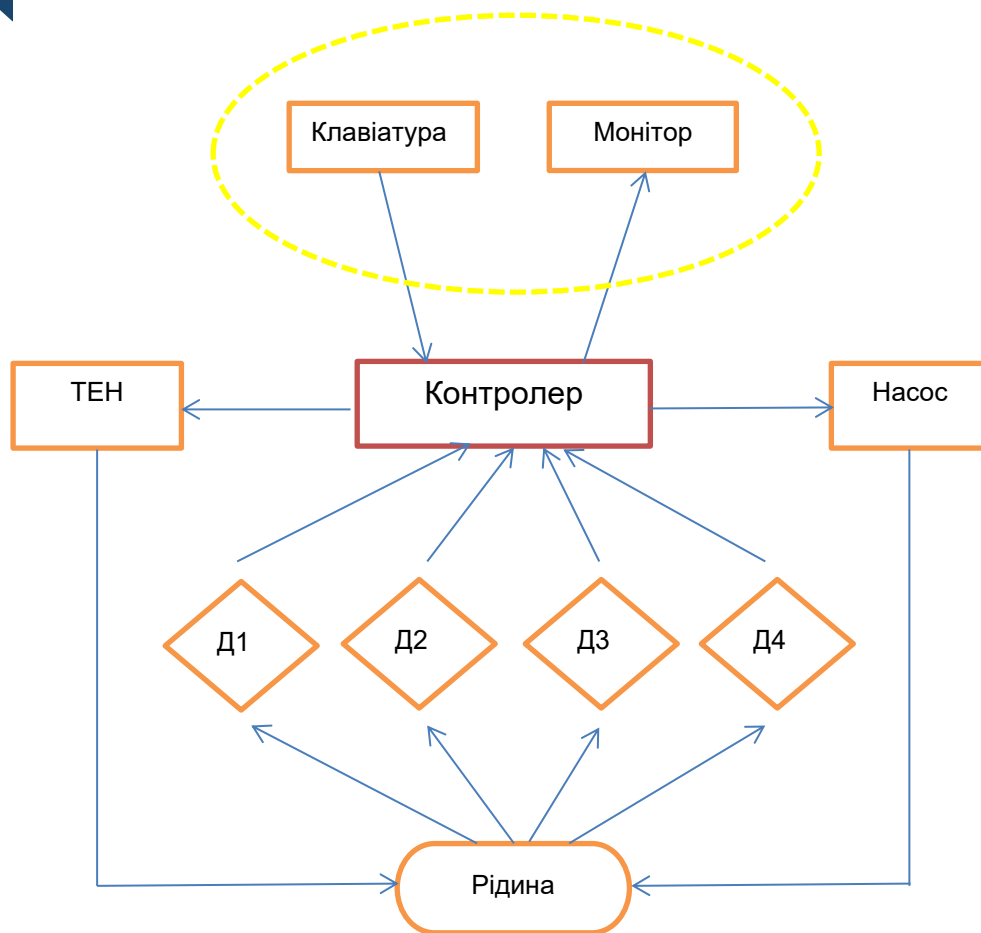 Клавіатура
Монітор
ТЕН
Контролер
Насос
Д1
Д2
Д3
Д4
Рідина